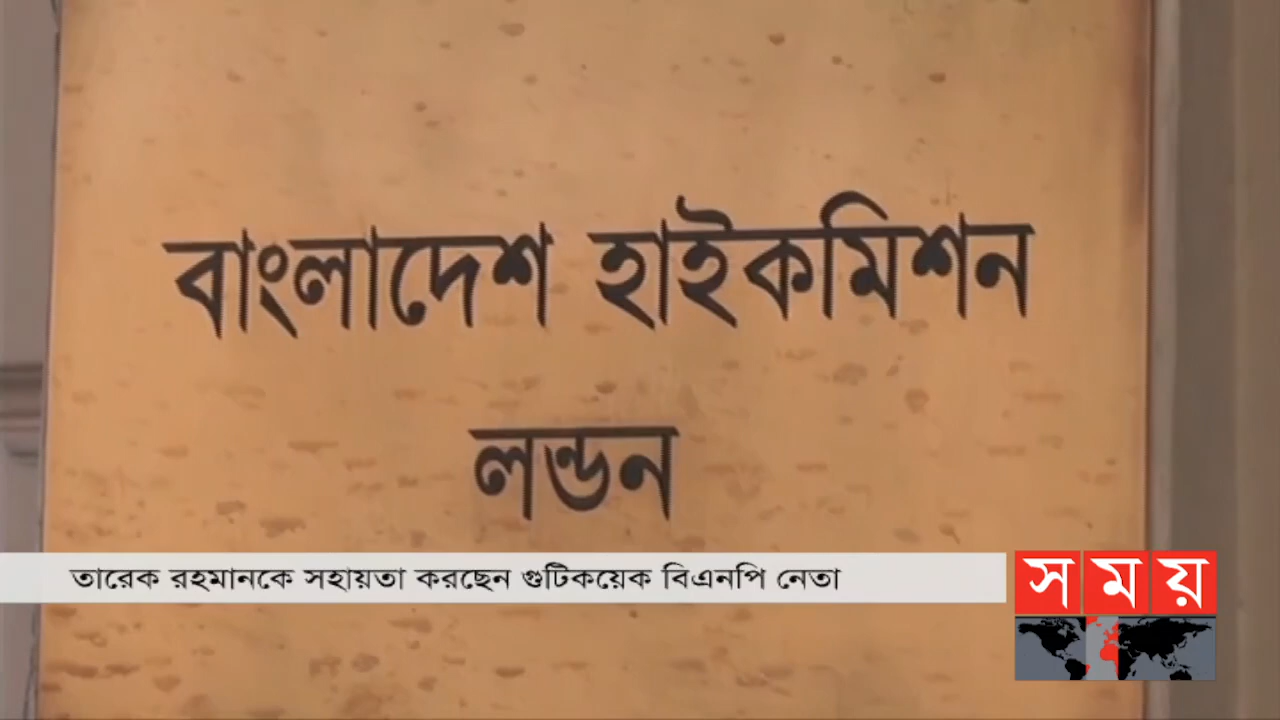 বাংলাদেশ হাইকমিশন
লন্ডন
তারেক রহমানকে সহায়তা করছেন গুটিকয়েক বিএনপি নেতা
সময়